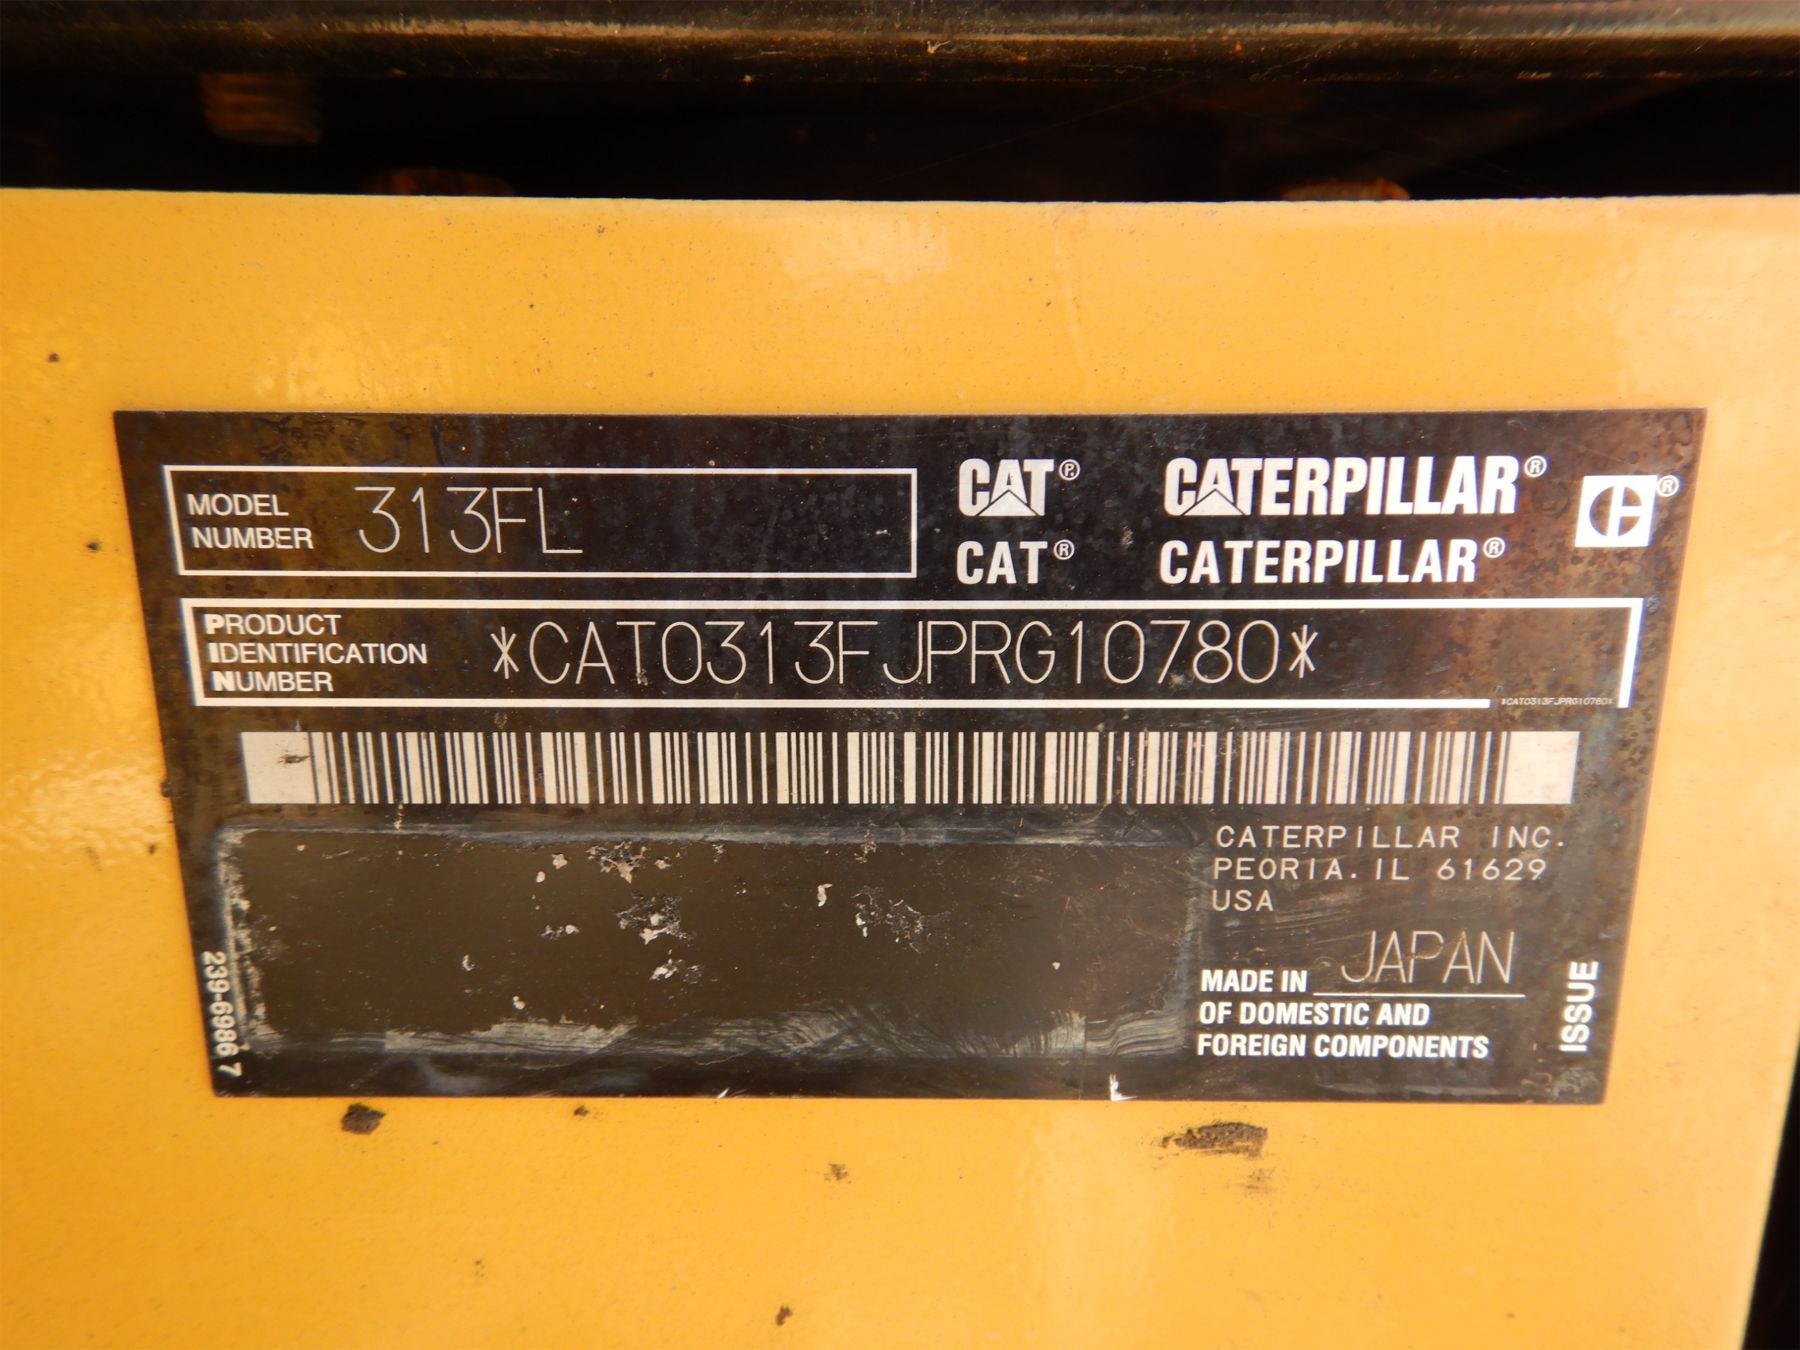 MODEL
NUMBER 313FL
CAT® CATERPILLAR® ®
CAT® CATERPILLAR®
PRODUCT
IDENTIFICATION
NUMBER *CAT0313FJPRG10780*
*CAT0313FJPRG10780*
CATERPILLAR INC.
PEORIA. IL 61629
USA
MADE IN JAPAN
OF DOMESTIC AND
FOREIGN COMPONENTS
239-6986 7
ISSUE